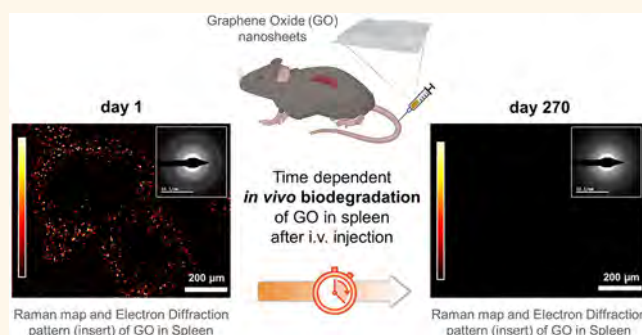 Graphene Oxide (GO)
nanosheets
day 1
day 270
Time dependent
in vivo biodegradation
of GO in spleen
after i.v. injection
200 µm
200 µm
Raman map and Electron Diffraction
pattern (insert) of GO in Spleen
Raman map and Electron Diffraction
pattern (insert) of GO in Spleen